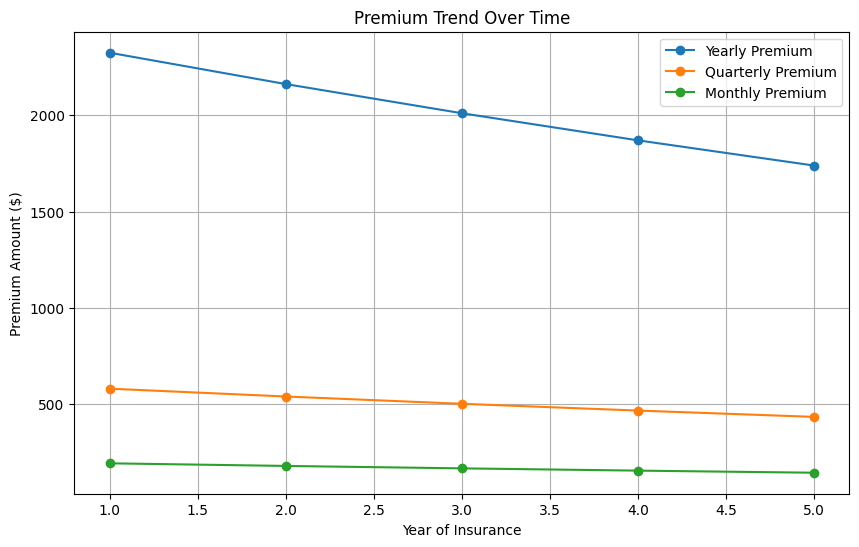 Premium Trend Over Time
Yearly Premium
Quarterly Premium
Monthly Premium
Premium Amount ($)
2000
1500
1000
500
1.0 1.5 2.0 2.5 3.0 3.5 4.0 4.5 5.0
Year of Insurance